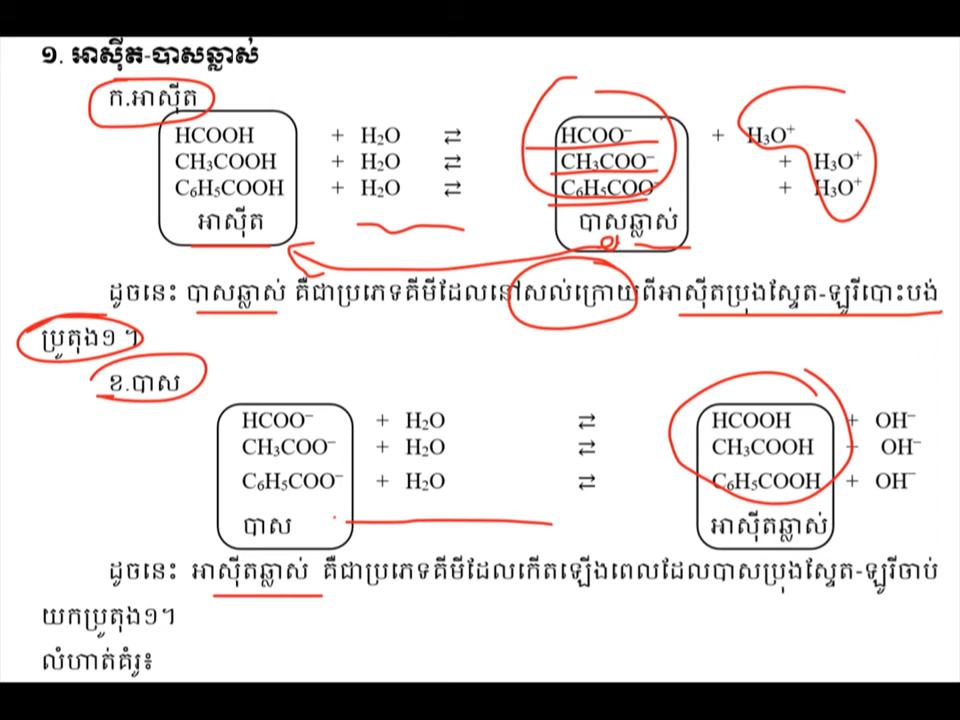 ១. អាស៊ីត-បាសឆ្លាស់
ក.អាស៊ីត
HCOOH + H₂O ⇄ HCOO⁻ + H₃O⁺
CH₃COOH + H₂O ⇄ CH₃COO⁻ + H₃O⁺
C₆H₅COOH + H₂O ⇄ C₆H₅COO⁻ + H₃O⁺
អាស៊ីត បាសឆ្លាស់
ដូចនេះ បាសឆ្លាស់ គឺជាប្រភេទគីមីដែលនៅសល់ក្រោយពីអាស៊ីតប្រុងស្ទែត-ឡូរីបោះបង់
ប្រូតុង១ ។
ខ.បាស
HCOO⁻ + H₂O ⇄ HCOOH + OH⁻
CH₃COO⁻ + H₂O ⇄ CH₃COOH + OH⁻
C₆H₅COO⁻ + H₂O ⇄ C₆H₅COOH + OH⁻
បាស អាស៊ីតឆ្លាស់
ដូចនេះ អាស៊ីតឆ្លាស់ គឺជាប្រភេទគីមីដែលកើតឡើងពេលដែលបាសប្រុងស្ទែត-ឡូរីចាប់
យកប្រូតុង១។
លំហាត់គំរូ៖